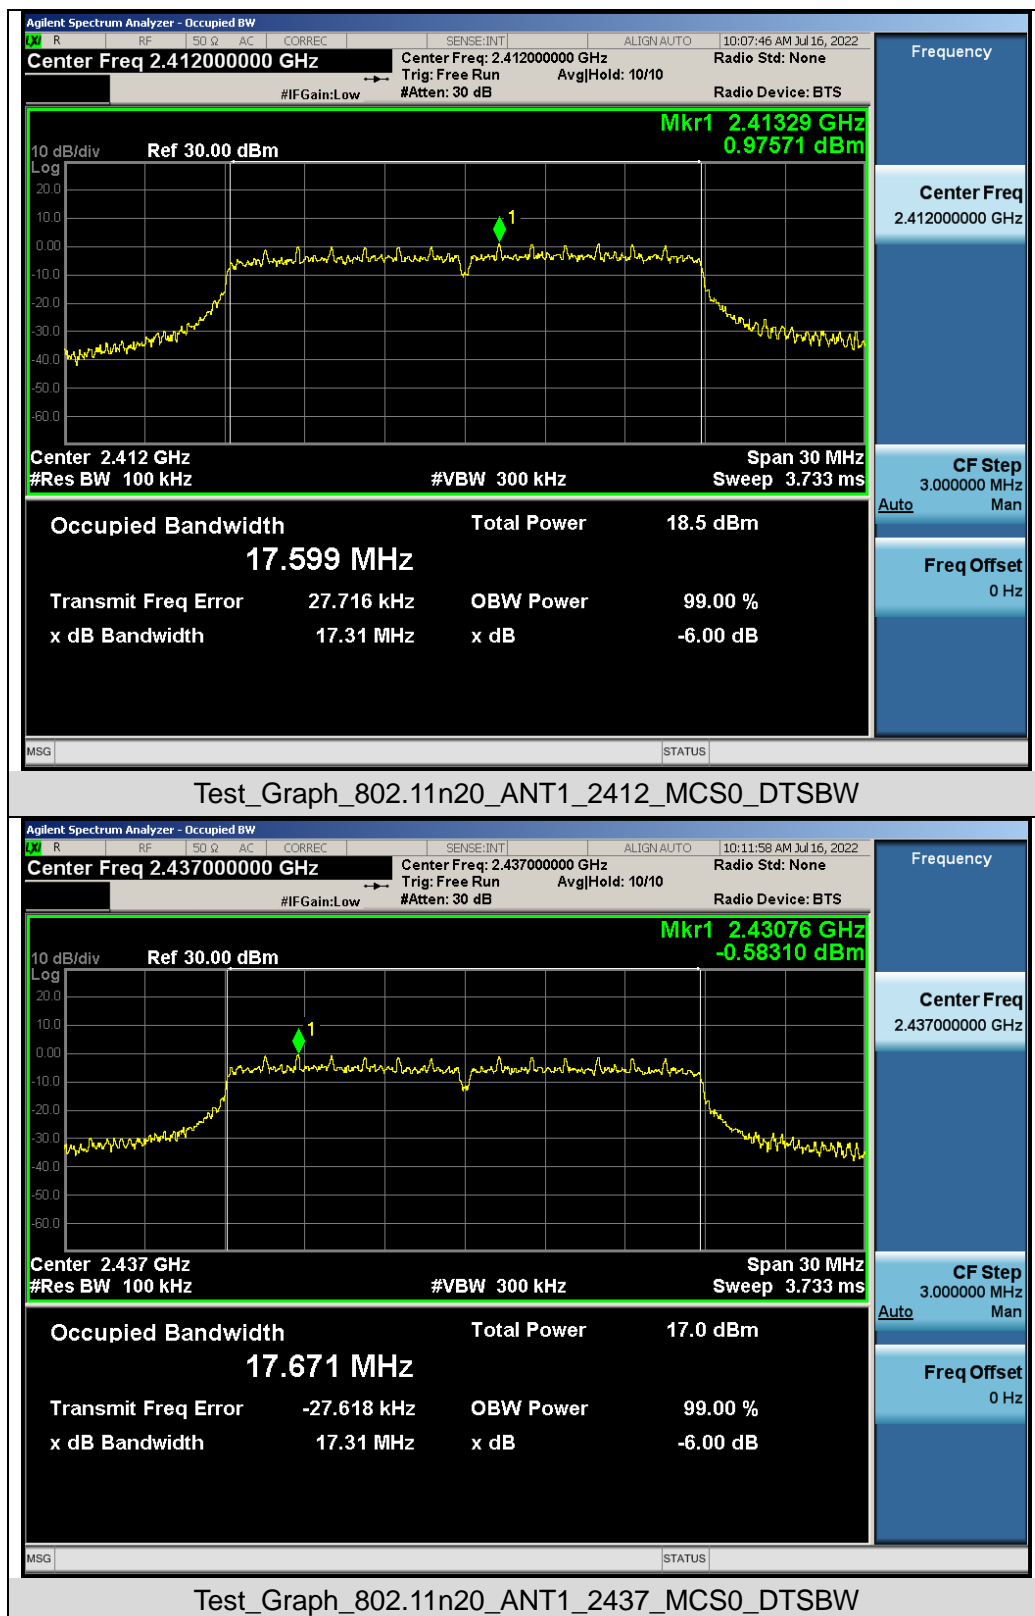 Agilent Spectrum Analyzer - Occupied BW
LXI R RF 50 Ω AC CORREC SENSE:INT ALIGN AUTO 10:07:46 AM Jul 16, 2022
Center Freq 2.412000000 GHz
Center Freq: 2.412000000 GHz
Radio Std: None
Trig: Free Run Avg|Hold: 10/10
#IFGain:Low #Atten: 30 dB Radio Device: BTS
Mkr1 2.41329 GHz
0.97571 dBm
10 dB/div Ref 30.00 dBm
Log
20.0
10.0
0.00
-10.0
-20.0
-30.0
-40.0
-50.0
-60.0
1
Center 2.412 GHz Span 30 MHz
#Res BW 100 kHz #VBW 300 kHz Sweep 3.733 ms
Occupied Bandwidth Total Power 18.5 dBm
17.599 MHz
Transmit Freq Error 27.716 kHz OBW Power 99.00 %
x dB Bandwidth 17.31 MHz x dB -6.00 dB
MSG STATUS
Frequency
Center Freq
2.412000000 GHz
CF Step
3.000000 MHz
Auto Man
Freq Offset
0 Hz
Test_Graph_802.11n20_ANT1_2412_MCS0_DTSBW
Agilent Spectrum Analyzer - Occupied BW
LXI R RF 50 Ω AC CORREC SENSE:INT ALIGN AUTO 10:11:58 AM Jul 16, 2022
Center Freq 2.437000000 GHz
Center Freq: 2.437000000 GHz
Radio Std: None
Trig: Free Run Avg|Hold: 10/10
#IFGain:Low #Atten: 30 dB Radio Device: BTS
Mkr1 2.43076 GHz
-0.58310 dBm
10 dB/div Ref 30.00 dBm
Log
20.0
10.0
0.00
-10.0
-20.0
-30.0
-40.0
-50.0
-60.0
1
Center 2.437 GHz Span 30 MHz
#Res BW 100 kHz #VBW 300 kHz Sweep 3.733 ms
Occupied Bandwidth Total Power 17.0 dBm
17.671 MHz
Transmit Freq Error -27.618 kHz OBW Power 99.00 %
x dB Bandwidth 17.31 MHz x dB -6.00 dB
MSG STATUS
Frequency
Center Freq
2.437000000 GHz
CF Step
3.000000 MHz
Auto Man
Freq Offset
0 Hz
Test_Graph_802.11n20_ANT1_2437_MCS0_DTSBW